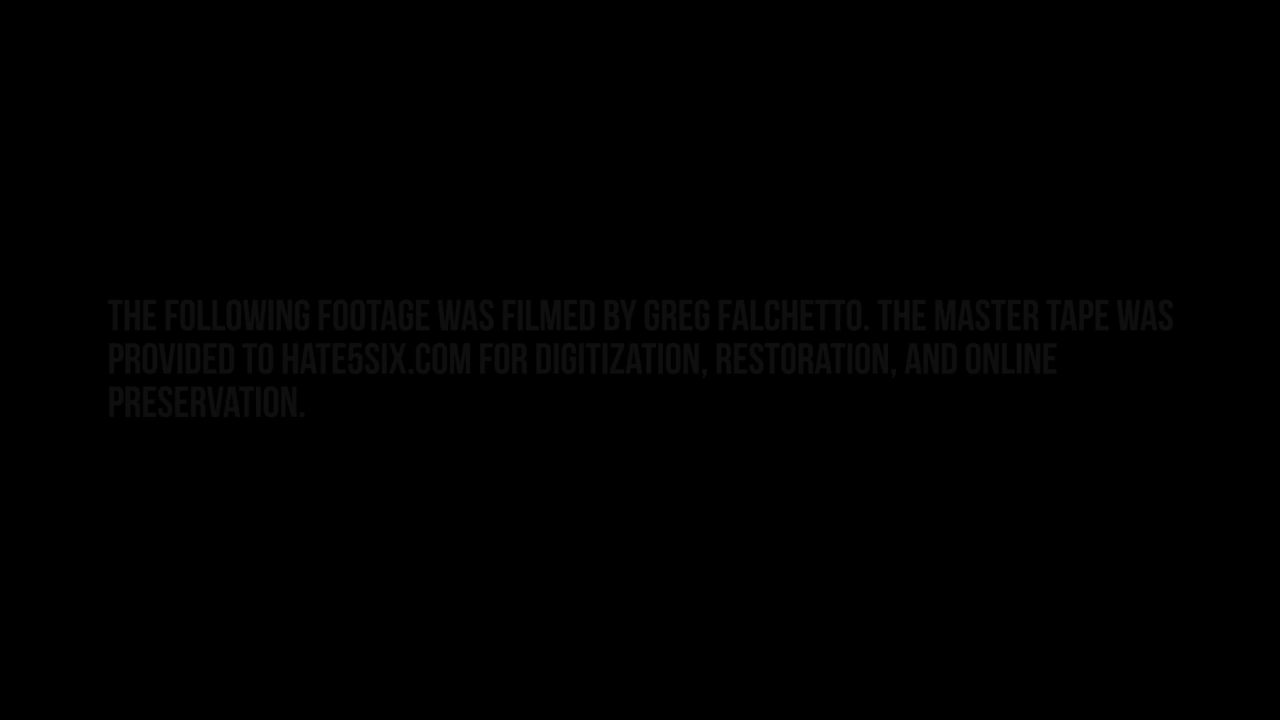 THE FOLLOWING FOOTAGE WAS FILMED BY GREG FALCHETTO. THE MASTER TAPE WAS
PROVIDED TO HATE5SIX.COM FOR DIGITIZATION, RESTORATION, AND ONLINE
PRESERVATION.